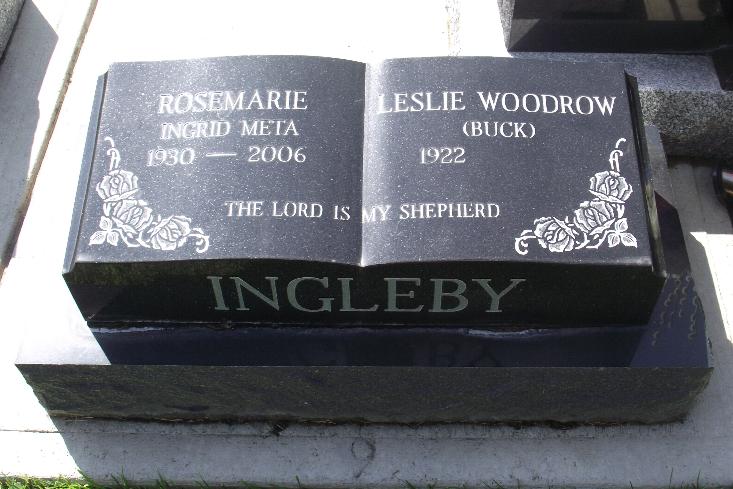 ROSEMARIE
INGRID META
1930 — 2006
LESLIE WOODROW
(BUCK)
1922
THE LORD IS MY SHEPHERD
INGLEBY